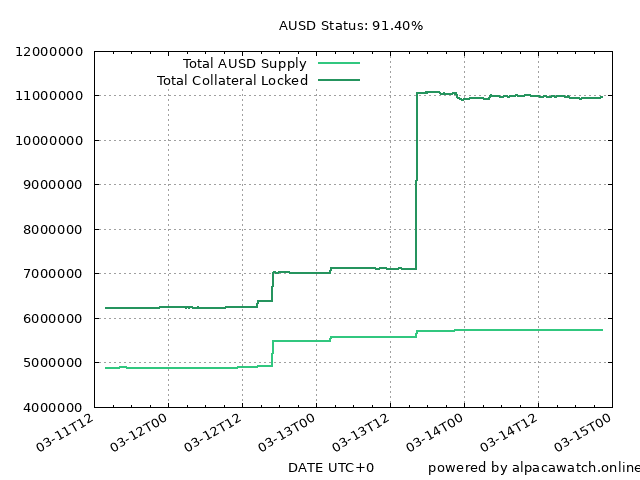 AUSD Status: 91.40%
12000000
Total AUSD Supply
Total Collateral Locked
11000000
10000000
9000000
8000000
7000000
6000000
5000000
4000000
03-11T12
03-12T00
03-12T12
03-13T00
03-13T12
03-14T00
03-14T12
03-15T00
DATE UTC+0
powered by alpacawatch.online